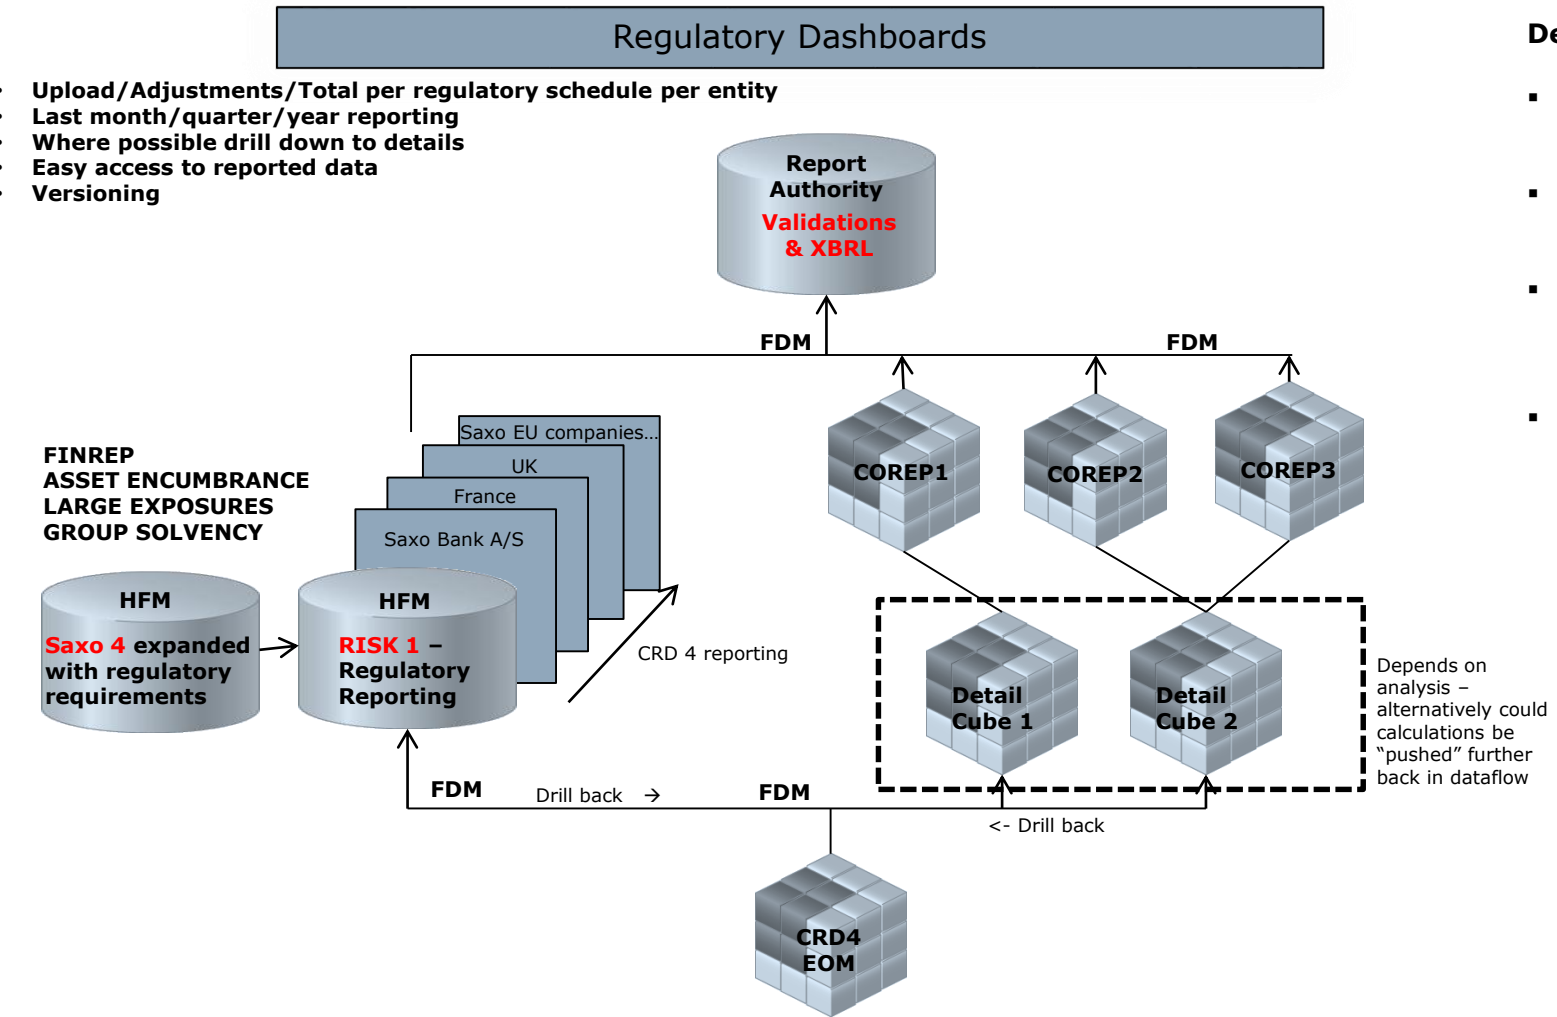 Regulatory Dashboards
• Upload/Adjustments/Total per regulatory schedule per entity
• Last month/quarter/year reporting
• Where possible drill down to details
• Easy access to reported data
• Versioning
Report
Authority
Validations
& XBRL
FDM
FDM
Saxo EU companies...
UK
France
Saxo Bank A/S
FINREP
ASSET ENCUMBRANCE
LARGE EXPOSURES
GROUP SOLVENCY
COREP1
COREP2
COREP3
HFM
Saxo 4 expanded
with regulatory
requirements
HFM
RISK 1 –
Regulatory
Reporting
CRD 4 reporting
Detail
Cube 1
Detail
Cube 2
Depends on
analysis –
alternatively could
calculations be
“pushed” further
back in dataflow
FDM
Drill back →
FDM
<- Drill back
CRD4
EOM